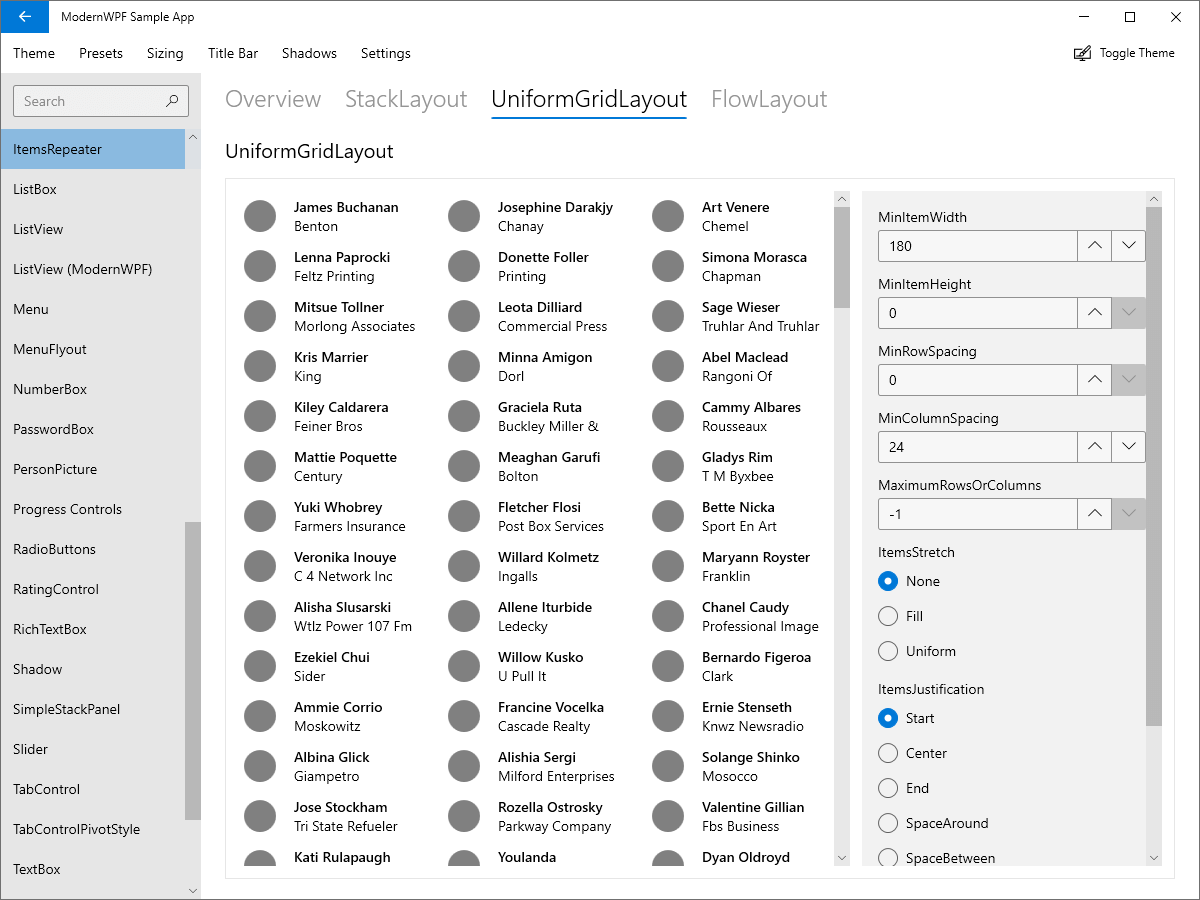 ModernWPF Sample App
Theme Presets Sizing Title Bar Shadows Settings Toggle Theme
Search
ItemsRepeater
ListBox
ListView
ListView (ModernWPF)
Menu
MenuFlyout
NumberBox
PasswordBox
PersonPicture
Progress Controls
RadioButtons
RatingControl
RichTextBox
Shadow
SimpleStackPanel
Slider
TabControl
TabControlPivotStyle
TextBox
Overview StackLayout UniformGridLayout FlowLayout
UniformGridLayout
James Buchanan Josephine Darakjy Art Venere
Benton Chanay Chemel
Lenna Paprocki Donette Foller Simona Morasca
Feltz Printing Printing Chapman
Mitsue Tollner Leota Dilliard Sage Wieser
Morlong Associates Commercial Press Truhlar And Truhlar
Kris Marrier Minna Amigon Abel Maclead
King Dorl Rangoni Of
Kiley Caldarera Graciela Ruta Cammy Albares
Feiner Bros Buckley Miller & Rousseaux
Mattie Poquette Meaghan Garufi Gladys Rim
Century Bolton T M Byxbee
Yuki Whobrey Fletcher Flosi Bette Nicka
Farmers Insurance Post Box Services Sport En Art
Veronika Inouye Willard Kolmetz Maryann Royster
C 4 Network Inc Ingalls Franklin
Alisha Slusarski Allene Iturbide Chanel Caudy
Wtlz Power 107 Fm Ledecky Professional Image
Ezekiel Chui Willow Kusko Bernardo Figeroa
Sider U Pull It Clark
Ammie Corrio Francine Vocelka Ernie Stenseth
Moskowitz Cascade Realty Knwz Newsradio
Albina Glick Alishia Sergi Solange Shinko
Giampetro Milford Enterprises Mosocco
Jose Stockham Rozella Ostrosky Valentine Gillian
Tri State Refueler Parkway Company Fbs Business
Kati Rulapaugh Youlanda Dyan Oldroyd
MinItemWidth
180
MinItemHeight
0
MinRowSpacing
0
MinColumnSpacing
24
MaximumRowsOrColumns
-1
ItemsStretch
None
Fill
Uniform
ItemsJustification
Start
Center
End
SpaceAround
SpaceBetween